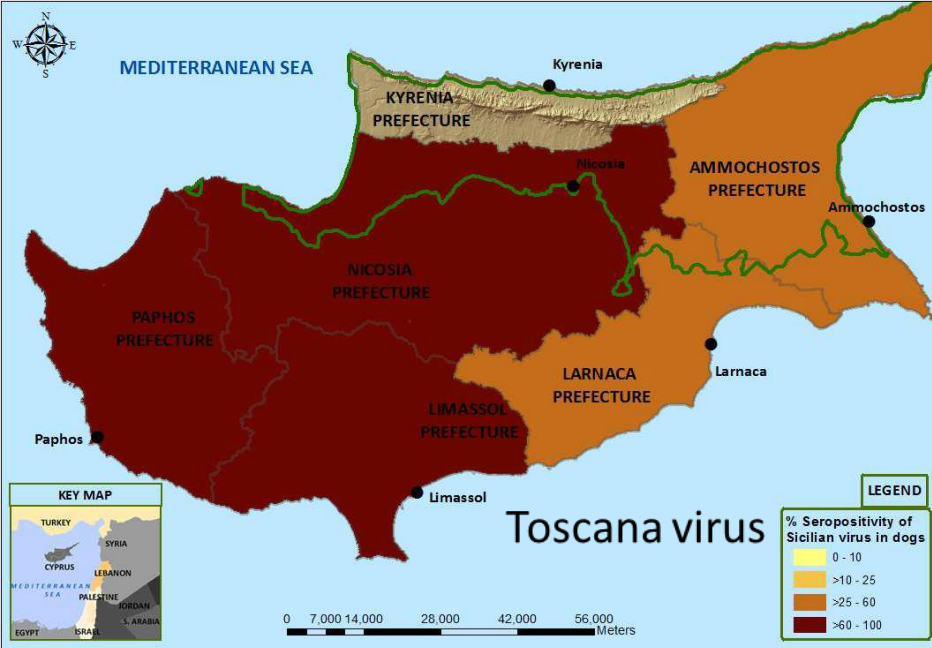 N
W E
S
MEDITERRANEAN SEA
Kyrenia
KYRENIA
PREFECTURE
Nicosia
AMMOCHOSTOS
PREFECTURE
Ammochostos
NICOSIA
PREFECTURE
PAPHOS
PREFECTURE
Larnaca
LARNACA
PREFECTURE
LIMASSOL
PREFECTURE
Paphos
Limassol
Toscana virus
KEY MAP
TURKEY
SYRIA
CYPRUS
LEBANON
MEDITERRANEAN
SEA
PALESTINE
JORDAN
S. ARABIA
EGYPT
ISRAEL
LEGEND
% Seropositivity of
Sicilian virus in dogs
0 - 10
>10 - 25
>25 - 60
>60 - 100
0 7,000 14,000 28,000 42,000 56,000
Meters